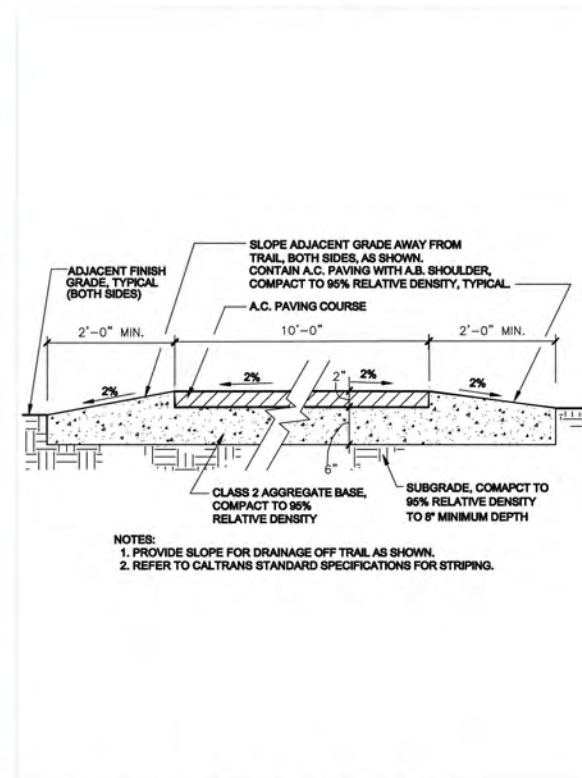 SLOPE ADJACENT GRADE AWAY FROM
TRAIL, BOTH SIDES, AS SHOWN.
CONTAIN A.C. PAVING WITH A.B. SHOULDER,
COMPACT TO 95% RELATIVE DENSITY, TYPICAL.
ADJACENT FINISH
GRADE, TYPICAL
(BOTH SIDES)
A.C. PAVING COURSE
2'-0" MIN.
10'-0"
2'-0" MIN.
2%
2%
2"
2%
2%
6"
CLASS 2 AGGREGATE BASE,
COMPACT TO 95%
RELATIVE DENSITY
SUBGRADE, COMAPCT TO
95% RELATIVE DENSITY
TO 8" MINIMUM DEPTH
NOTES:
1. PROVIDE SLOPE FOR DRAINAGE OFF TRAIL AS SHOWN.
2. REFER TO CALTRANS STANDARD SPECIFICATIONS FOR STRIPING.